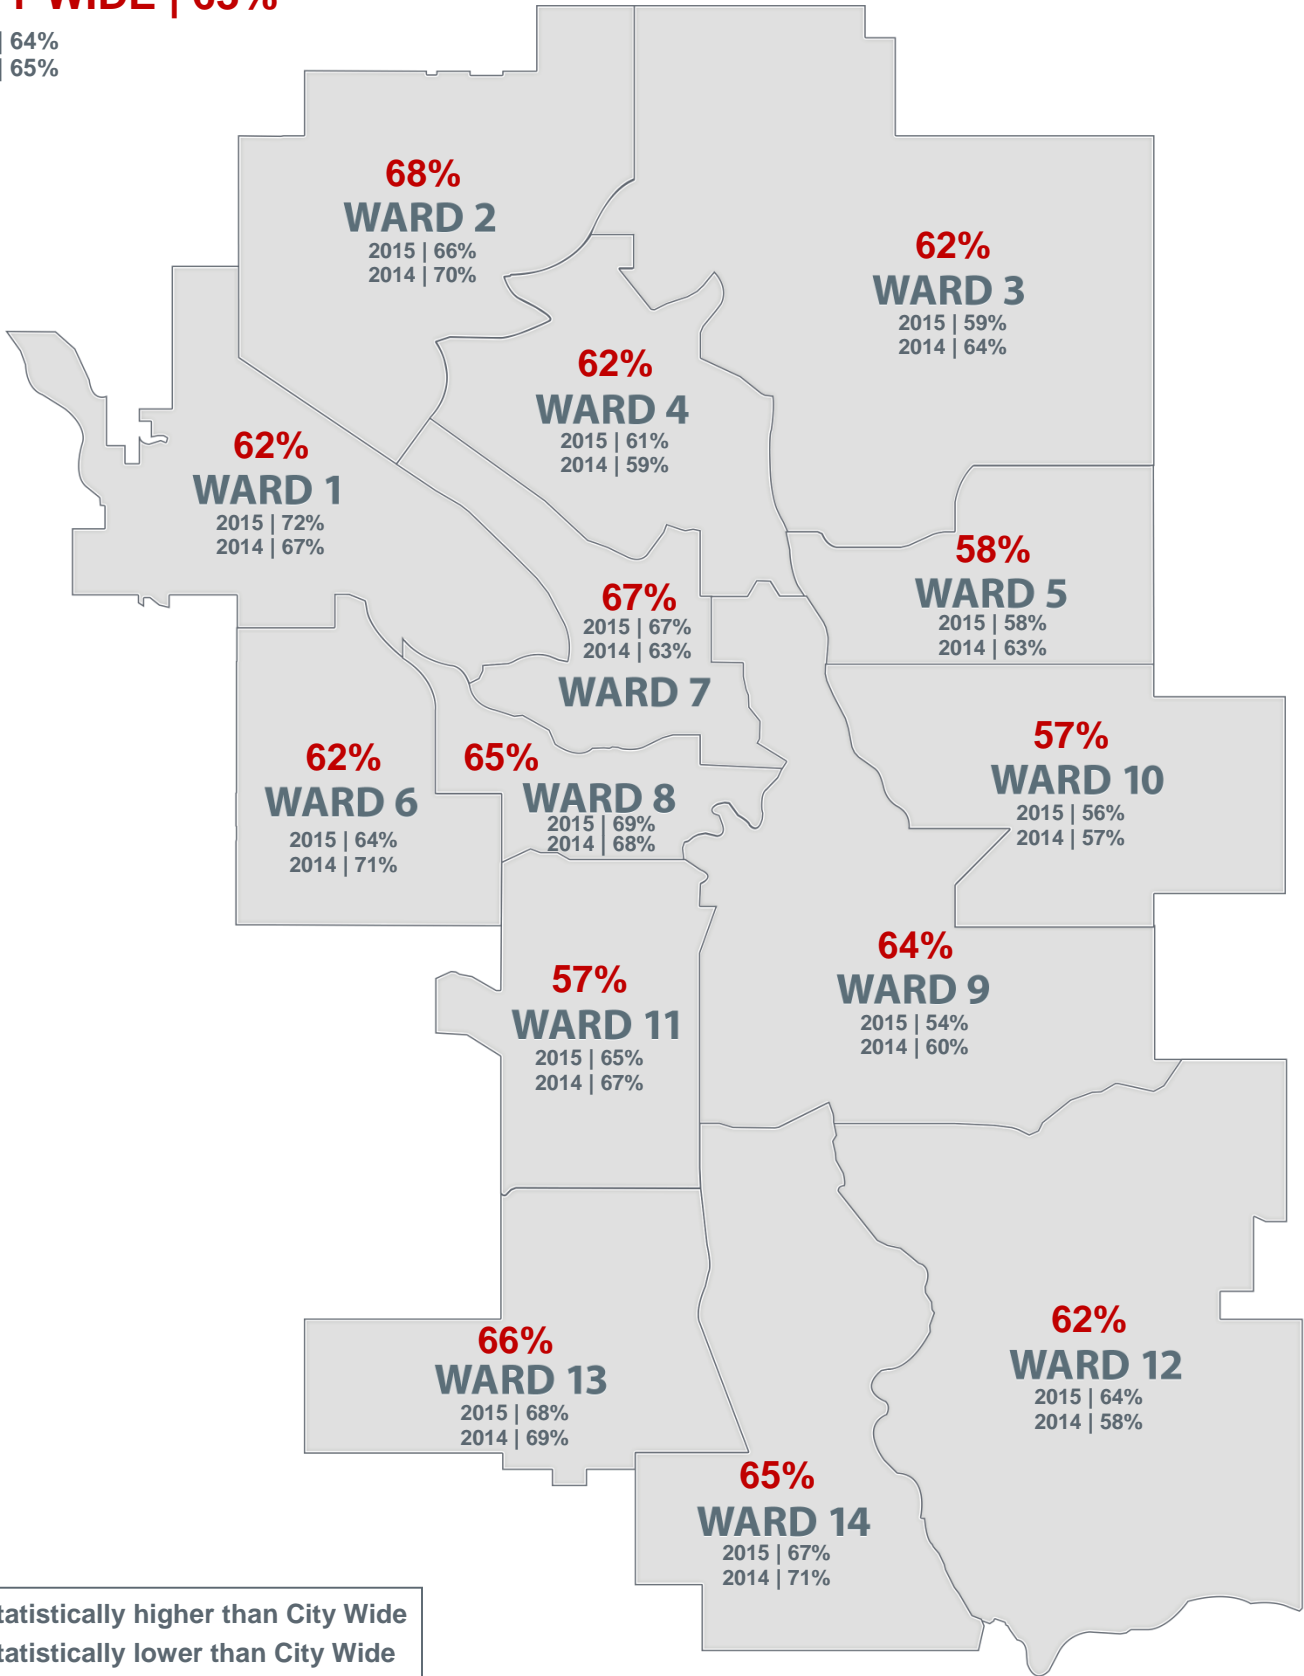 Y WIDE | 63%
| 64%
| 65%
68%
WARD 2
2015 | 66%
2014 | 70%
62%
WARD 3
2015 | 59%
2014 | 64%
62%
WARD 4
2015 | 61%
2014 | 59%
62%
WARD 1
2015 | 72%
2014 | 67%
58%
WARD 5
2015 | 58%
2014 | 63%
67%
2015 | 67%
2014 | 63%
WARD 7
62%
WARD 6
2015 | 64%
2014 | 71%
65%
WARD 8
2015 | 69%
2014 | 68%
57%
WARD 10
2015 | 56%
2014 | 57%
64%
WARD 9
2015 | 54%
2014 | 60%
57%
WARD 11
2015 | 65%
2014 | 67%
66%
WARD 13
2015 | 68%
2014 | 69%
62%
WARD 12
2015 | 64%
2014 | 58%
65%
WARD 14
2015 | 67%
2014 | 71%
tatistically higher than City Wide
tatistically lower than City Wide